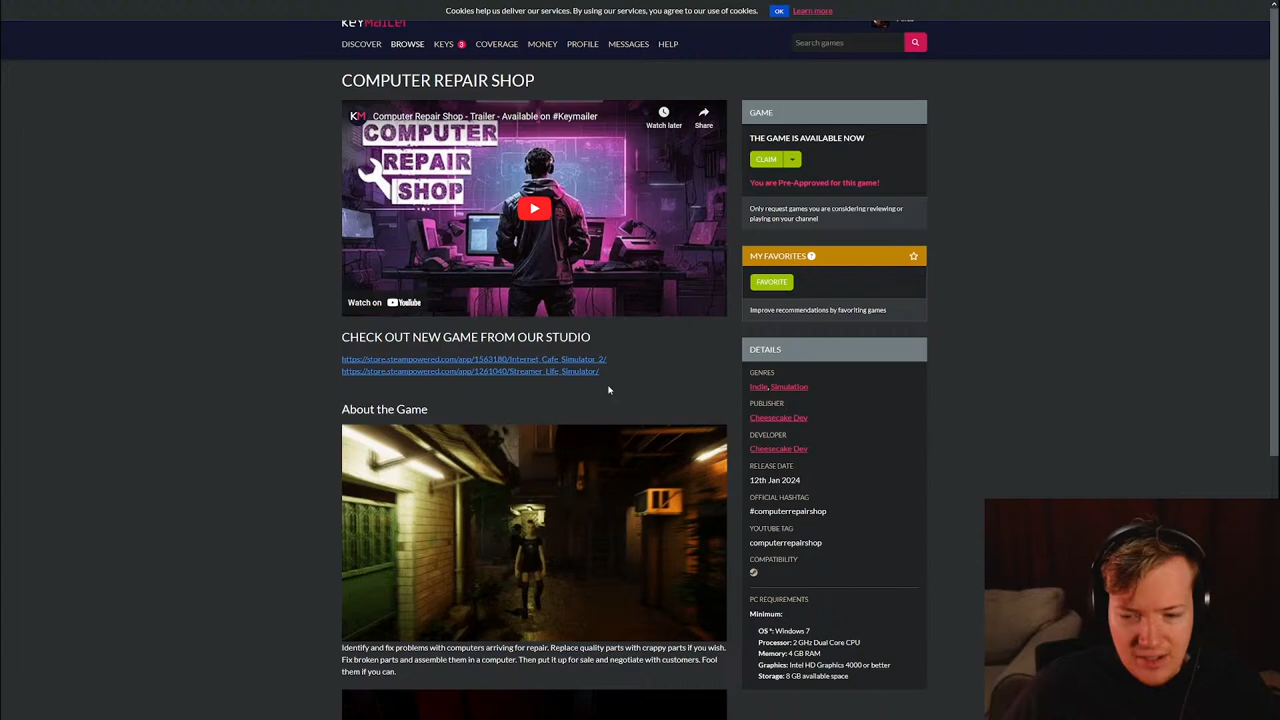 Cookies help us deliver our services. By using our services, you agree to our use of cookies. OK Learn more
KEYMAILER
DISCOVER BROWSE KEYS 3 COVERAGE MONEY PROFILE MESSAGES HELP Search games
COMPUTER REPAIR SHOP
KM Computer Repair Shop - Trailer - Available on #Keymailer
Watch later Share
COMPUTER
REPAIR
SHOP
Watch on YouTube
CHECK OUT NEW GAME FROM OUR STUDIO
https://store.steampowered.com/app/1563180/Internet_Cafe_Simulator_2/
https://store.steampowered.com/app/1261040/Streamer_Life_Simulator/
About the Game
Identify and fix problems with computers arriving for repair. Replace quality parts with crappy parts if you wish.
Fix broken parts and assemble them in a computer. Then put it up for sale and negotiate with customers. Fool
them if you can.
GAME
THE GAME IS AVAILABLE NOW
CLAIM
You are Pre-Approved for this game!
Only request games you are considering reviewing or
playing on your channel
MY FAVORITES ?
FAVORITE
Improve recommendations by favoriting games
DETAILS
GENRES
Indie, Simulation
PUBLISHER
Cheesecake Dev
DEVELOPER
Cheesecake Dev
RELEASE DATE
12th Jan 2024
OFFICIAL HASHTAG
#computerrepairshop
YOUTUBE TAG
computerrepairshop
COMPATIBILITY
PC REQUIREMENTS
Minimum:
OS *: Windows 7
Processor: 2 GHz Dual Core CPU
Memory: 4 GB RAM
Graphics: Intel HD Graphics 4000 or better
Storage: 8 GB available space